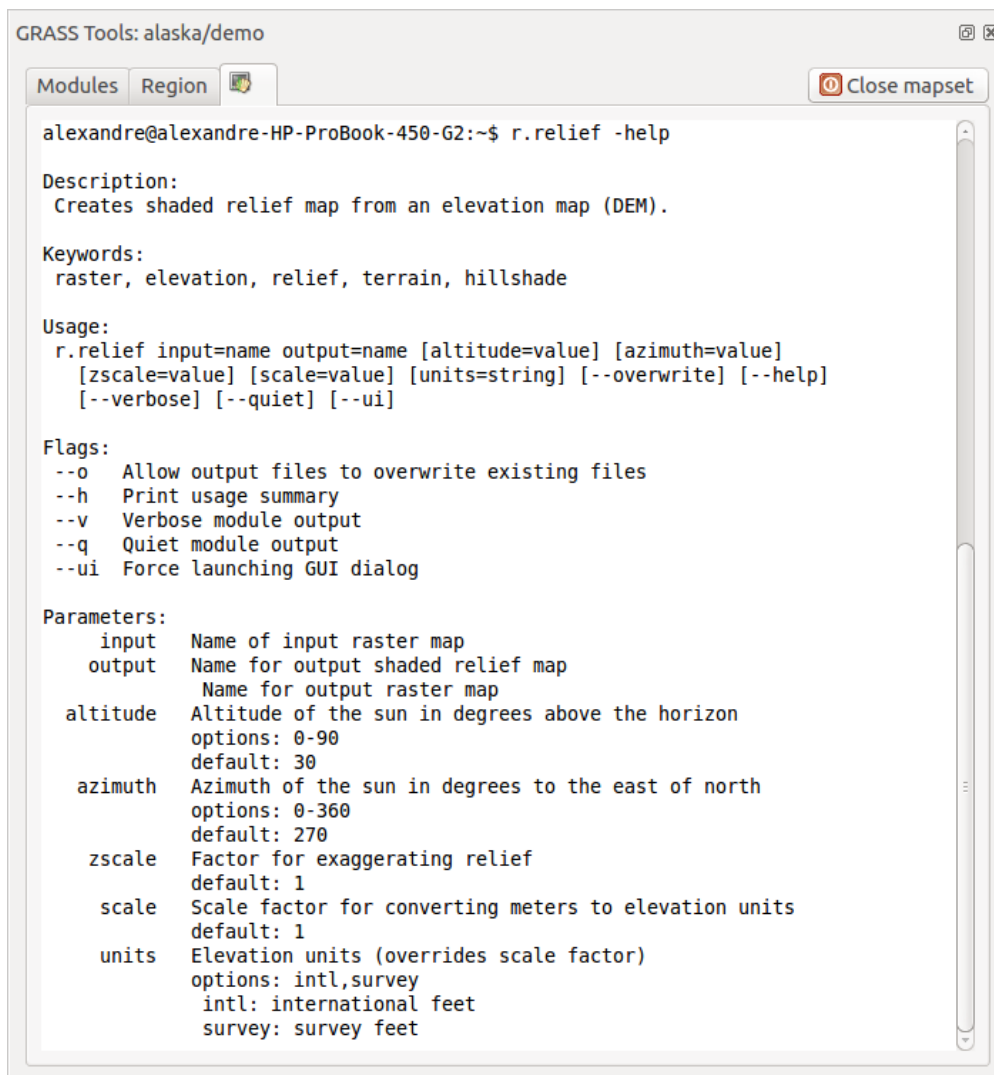 GRASS Tools: alaska/demo
Modules Region Close mapset
alexandre@alexandre-HP-ProBook-450-G2:~$ r.relief -help
Description:
Creates shaded relief map from an elevation map (DEM).
Keywords:
raster, elevation, relief, terrain, hillshade
Usage:
r.relief input=name output=name [altitude=value] [azimuth=value]
[zscale=value] [scale=value] [units=string] [--overwrite] [--help]
[--verbose] [--quiet] [--ui]
Flags:
--o Allow output files to overwrite existing files
--h Print usage summary
--v Verbose module output
--q Quiet module output
--ui Force launching GUI dialog
Parameters:
input Name of input raster map
output Name for output shaded relief map
Name for output raster map
altitude Altitude of the sun in degrees above the horizon
options: 0-90
default: 30
azimuth Azimuth of the sun in degrees to the east of north
options: 0-360
default: 270
zscale Factor for exaggerating relief
default: 1
scale Scale factor for converting meters to elevation units
default: 1
units Elevation units (overrides scale factor)
options: intl,survey
intl: international feet
survey: survey feet